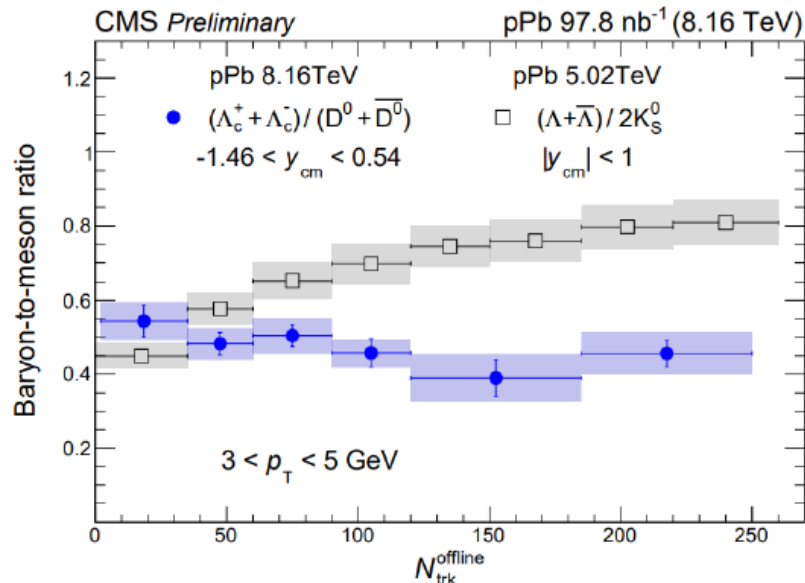 CMS Preliminary pPb 97.8 nb⁻¹ (8.16 TeV)
pPb 8.16TeV pPb 5.02TeV
(Λc⁺ + Λc⁻) / (D⁰ + D̅⁰) (Λ+Λ̅) / 2K⁰S
-1.46 < ycm < 0.54 |ycm| < 1
3 < pT < 5 GeV
Baryon-to-meson ratio
1.2
1
0.8
0.6
0.4
0.2
0 50 100 150 200 250
Ntrk^offline